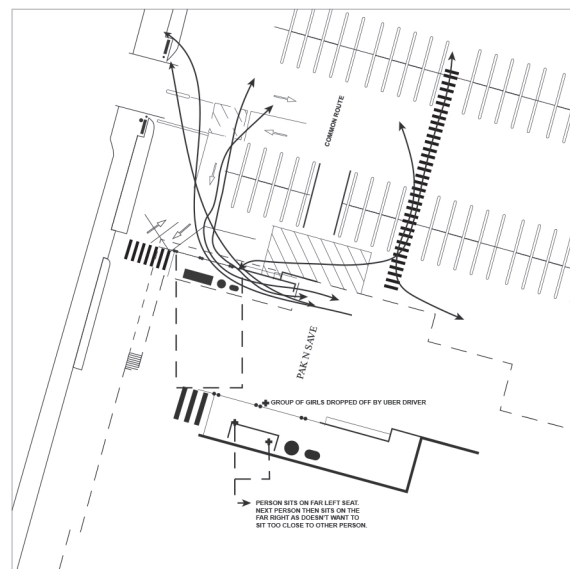 COMMON ROUTE
PAK N SAVE
GROUP OF GIRLS DROPPED OFF BY UBER DRIVER
PERSON SITS ON FAR LEFT SEAT.
NEXT PERSON THEN SITS ON THE
FAR RIGHT AS DOESN'T WANT TO
SIT TOO CLOSE TO OTHER PERSON.